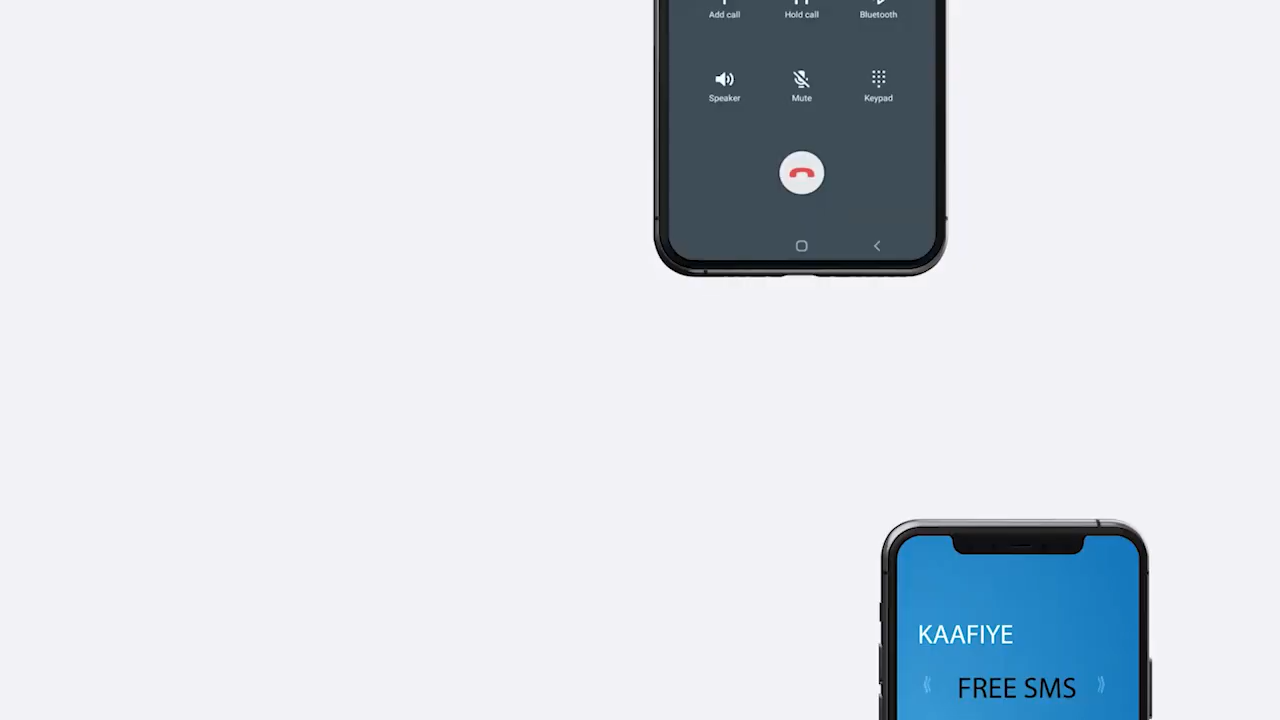 Add call Hold call Bluetooth
Speaker Mute Keypad
KAAFIYE
FREE SMS